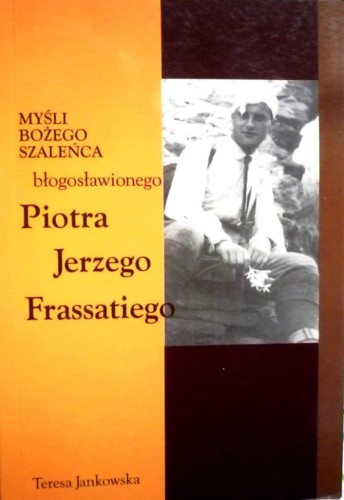 MYŚLI
BOŻEGO
SZALEŃCA
błogosławionego
Piotra
Jerzego
Frassatiego
Teresa Jankowska